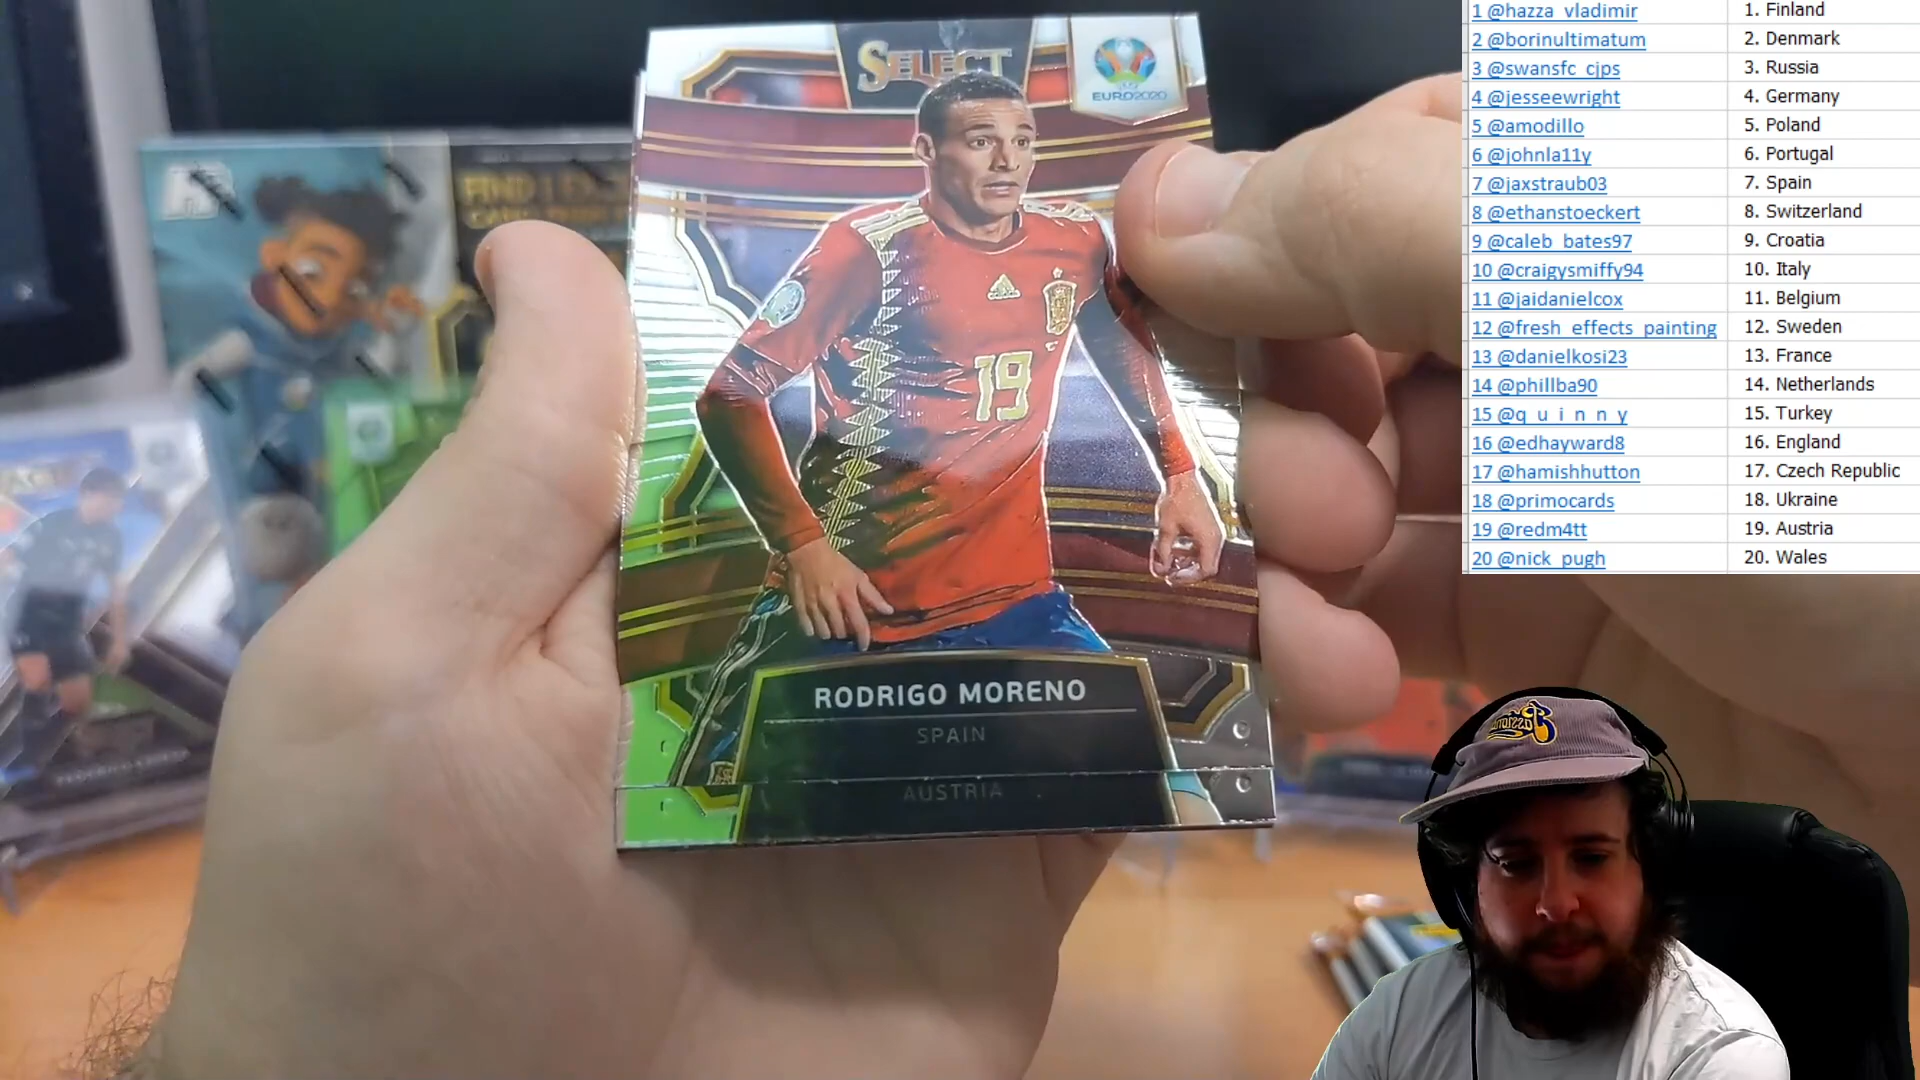 SELECT
EURO2020
19
RODRIGO MORENO
SPAIN
AUSTRIA
1 @hazza_vladimir 1. Finland
2 @borinultimatum 2. Denmark
3 @swansfc_cjps 3. Russia
4 @jesseewright 4. Germany
5 @amodillo 5. Poland
6 @johnla11y 6. Portugal
7 @jaxstraub03 7. Spain
8 @ethanstoeckert 8. Switzerland
9 @caleb_bates97 9. Croatia
10 @craigysmiffy94 10. Italy
11 @jaidanielcox 11. Belgium
12 @fresh_effects_painting 12. Sweden
13 @danielkosi23 13. France
14 @phillba90 14. Netherlands
15 @q_u_i_n_n_y 15. Turkey
16 @edhayward8 16. England
17 @hamishhutton 17. Czech Republic
18 @primocards 18. Ukraine
19 @redm4tt 19. Austria
20 @nick_pugh 20. Wales